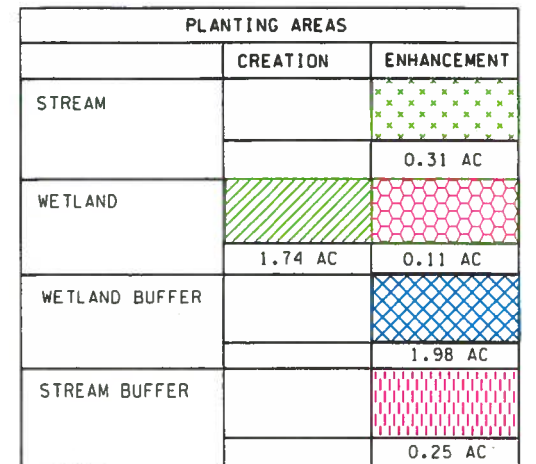 PLANTING AREAS
CREATION ENHANCEMENT
STREAM
0.31 AC
WETLAND
1.74 AC 0.11 AC
WETLAND BUFFER
1.98 AC
STREAM BUFFER
0.25 AC